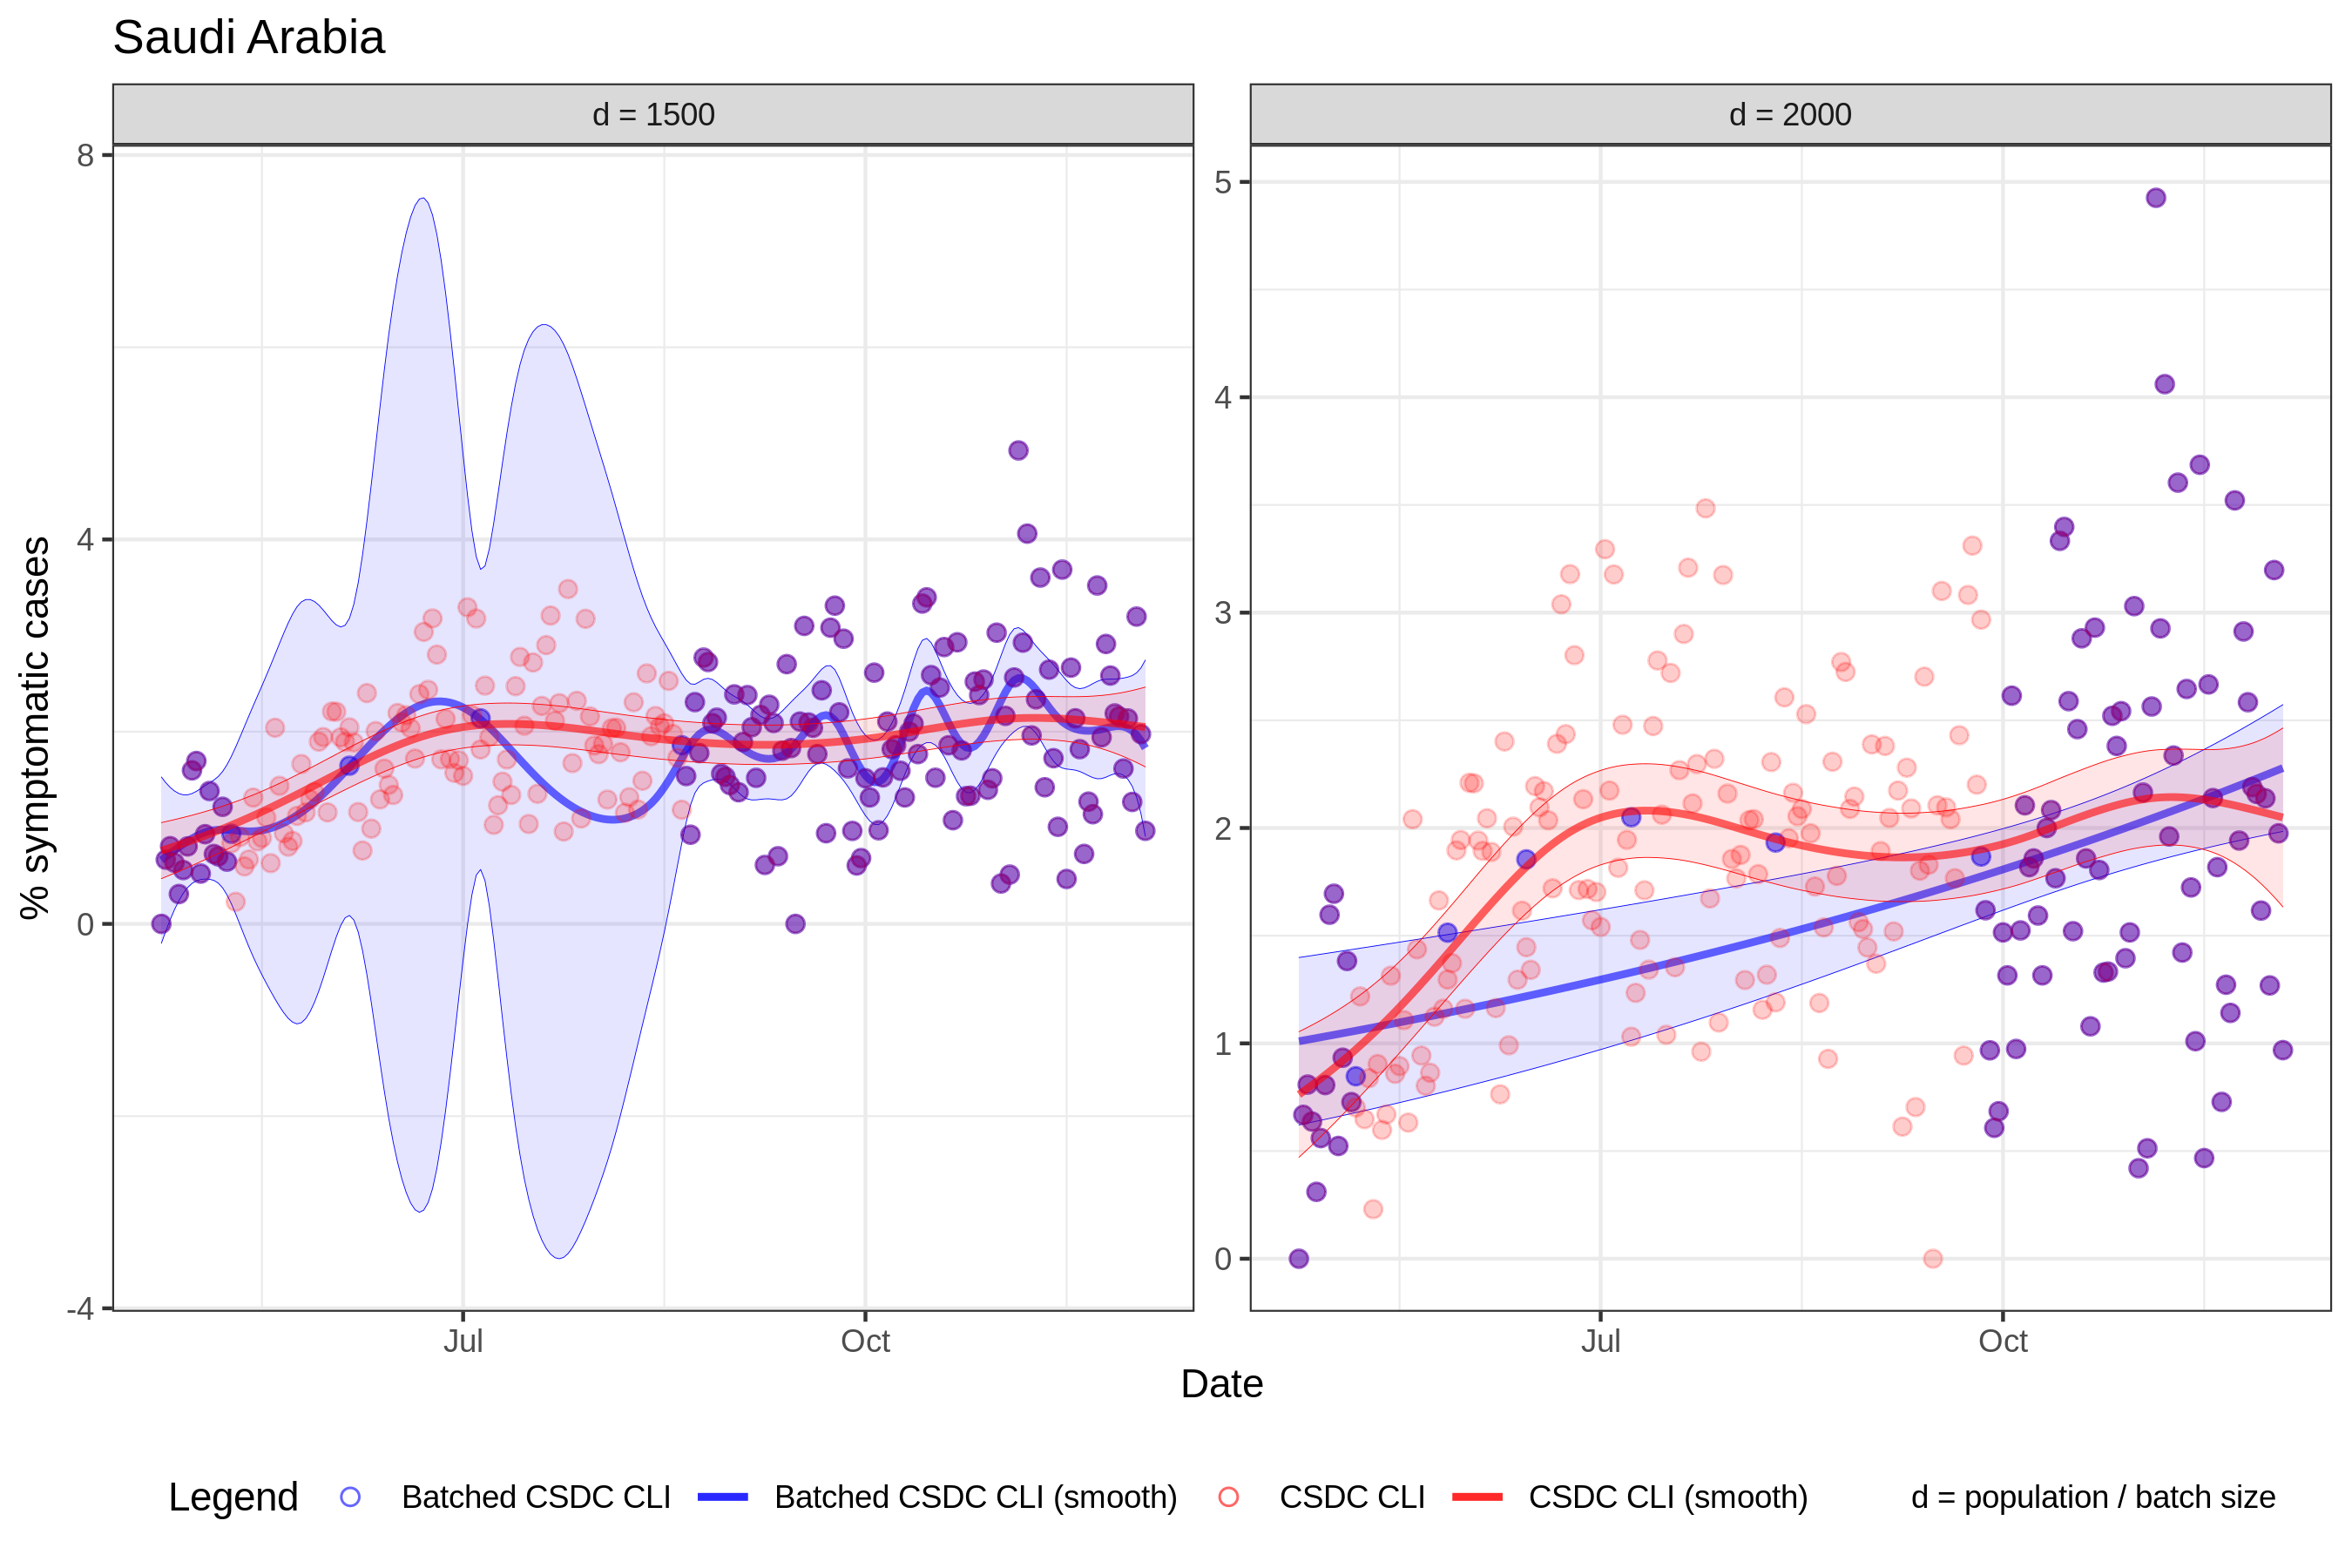 Saudi Arabia
d = 1500
d = 2000
% symptomatic cases
8
4
0
-4
5
4
3
2
1
0
Jul
Oct
Jul
Oct
Date
Legend Batched CSDC CLI Batched CSDC CLI (smooth) CSDC CLI CSDC CLI (smooth) d = population / batch size